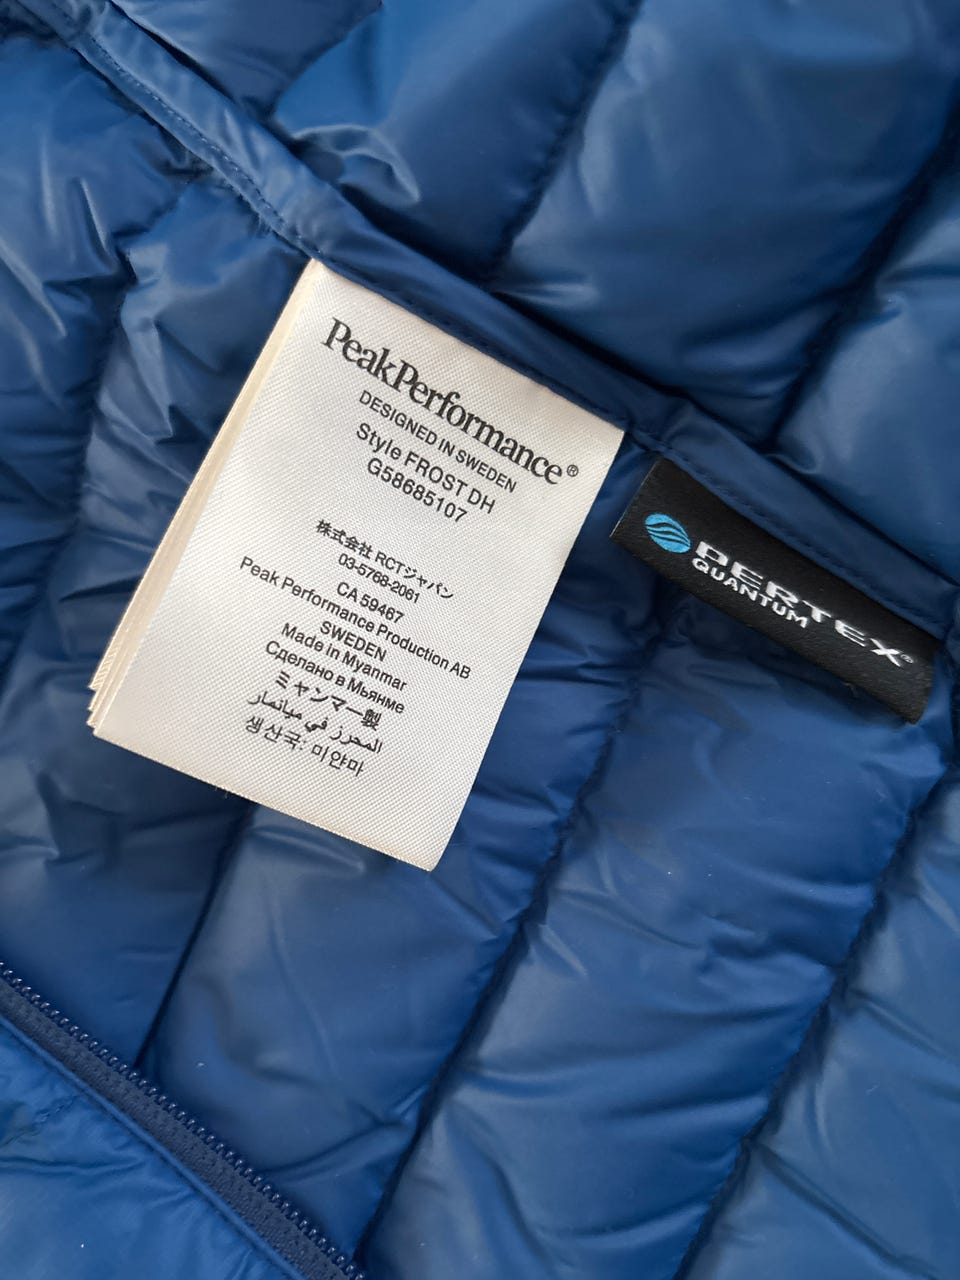 PeakPerformance®
DESIGNED IN SWEDEN
Style FROST DH
G58685107
株式会社 RCTジャパン
03-5768-2061
CA 59467
Peak Performance Production AB
SWEDEN
Made in Myanmar
Сделано в Мьянме
ミャンマー製
المحرز في ميانمار
생산국: 미얀마
PERTEX®
QUANTUM